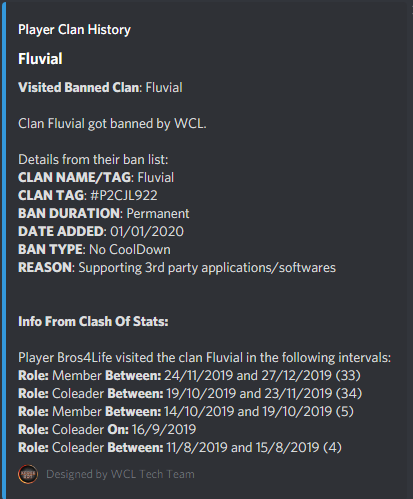 Player Clan History
Fluvial
Visited Banned Clan: Fluvial
Clan Fluvial got banned by WCL.
Details from their ban list:
CLAN NAME/TAG: Fluvial
CLAN TAG: #P2CJL922
BAN DURATION: Permanent
DATE ADDED: 01/01/2020
BAN TYPE: No CoolDown
REASON: Supporting 3rd party applications/softwares
Info From Clash Of Stats:
Player Bros4Life visited the clan Fluvial in the following intervals:
Role: Member Between: 24/11/2019 and 27/12/2019 (33)
Role: Coleader Between: 19/10/2019 and 23/11/2019 (34)
Role: Member Between: 14/10/2019 and 19/10/2019 (5)
Role: Coleader On: 16/9/2019
Role: Coleader Between: 11/8/2019 and 15/8/2019 (4)
Designed by WCL Tech Team